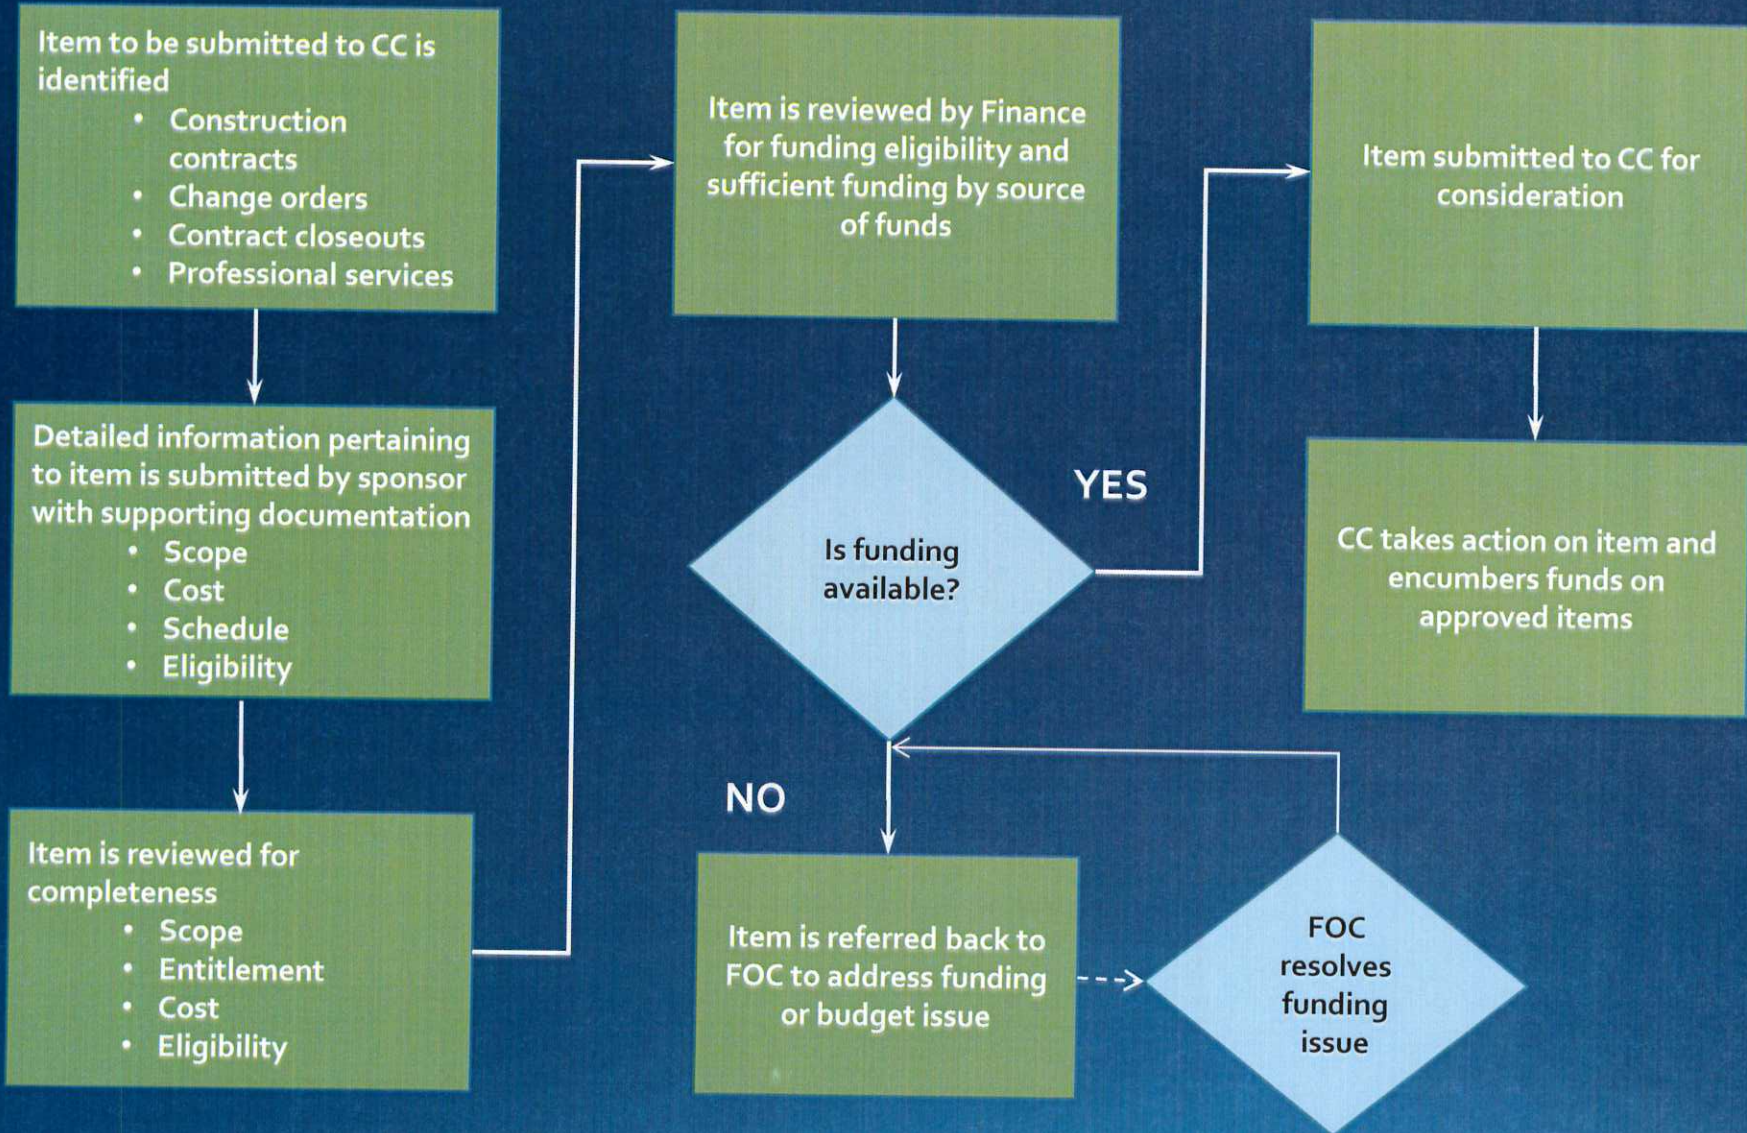 Item to be submitted to CC is
identified
• Construction
contracts
• Change orders
• Contract closeouts
• Professional services
Detailed information pertaining
to item is submitted by sponsor
with supporting documentation
• Scope
• Cost
• Schedule
• Eligibility
Item is reviewed for
completeness
• Scope
• Entitlement
• Cost
• Eligibility
Item is reviewed by Finance
for funding eligibility and
sufficient funding by source
of funds
Is funding
available?
YES
NO
Item is referred back to
FOC to address funding
or budget issue
FOC
resolves
funding
issue
Item submitted to CC for
consideration
CC takes action on item and
encumbers funds on
approved items